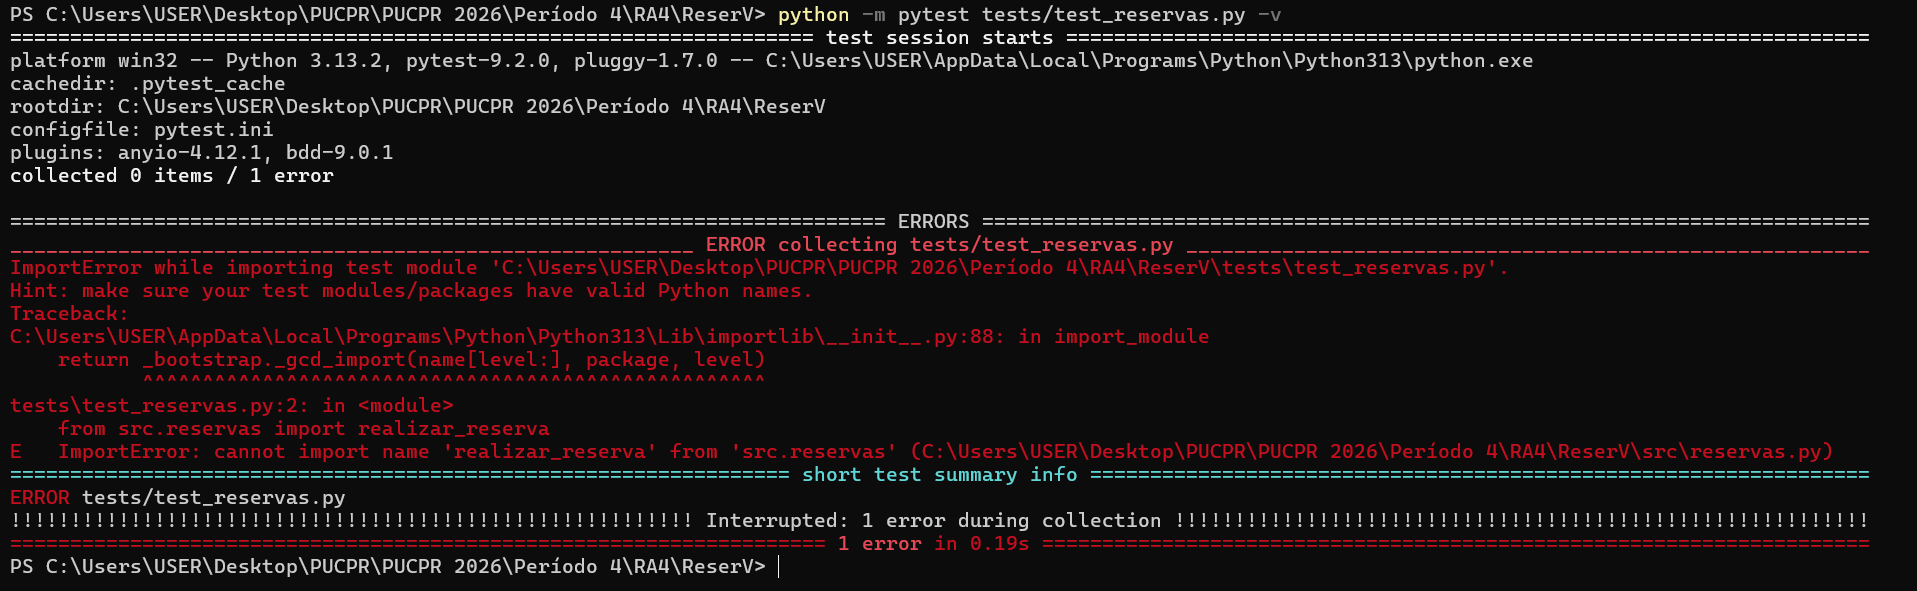 PS C:\Users\USER\Desktop\PUCPR\PUCPR 2026\Período 4\RA4\ReserV> python -m pytest tests/test_reservas.py -v
=================================================================== test session starts ===================================================================
platform win32 -- Python 3.13.2, pytest-9.2.0, pluggy-1.7.0 -- C:\Users\USER\AppData\Local\Programs\Python\Python313\python.exe
cachedir: .pytest_cache
rootdir: C:\Users\USER\Desktop\PUCPR\PUCPR 2026\Período 4\RA4\ReserV
configfile: pytest.ini
plugins: anyio-4.12.1, bdd-9.0.1
collected 0 items / 1 error
========================================================================= ERRORS ==========================================================================
_________________________________________________________ ERROR collecting tests/test_reservas.py _________________________________________________________
ImportError while importing test module 'C:\Users\USER\Desktop\PUCPR\PUCPR 2026\Período 4\RA4\ReserV\tests\test_reservas.py'.
Hint: make sure your test modules/packages have valid Python names.
Traceback:
C:\Users\USER\AppData\Local\Programs\Python\Python313\Lib\importlib\__init__.py:88: in import_module
    return _bootstrap._gcd_import(name[level:], package, level)
           ^^^^^^^^^^^^^^^^^^^^^^^^^^^^^^^^^^^^^^^^^^^^^^^^^^^^
tests\test_reservas.py:2: in <module>
    from src.reservas import realizar_reserva
E   ImportError: cannot import name 'realizar_reserva' from 'src.reservas' (C:\Users\USER\Desktop\PUCPR\PUCPR 2026\Período 4\RA4\ReserV\src\reservas.py)
================================================================= short test summary info =================================================================
ERROR tests/test_reservas.py
!!!!!!!!!!!!!!!!!!!!!!!!!!!!!!!!!!!!!!!!!!!!!!!!!!!!!!!!! Interrupted: 1 error during collection !!!!!!!!!!!!!!!!!!!!!!!!!!!!!!!!!!!!!!!!!!!!!!!!!!!!!!!!!!
==================================================================== 1 error in 0.19s =====================================================================
PS C:\Users\USER\Desktop\PUCPR\PUCPR 2026\Período 4\RA4\ReserV>